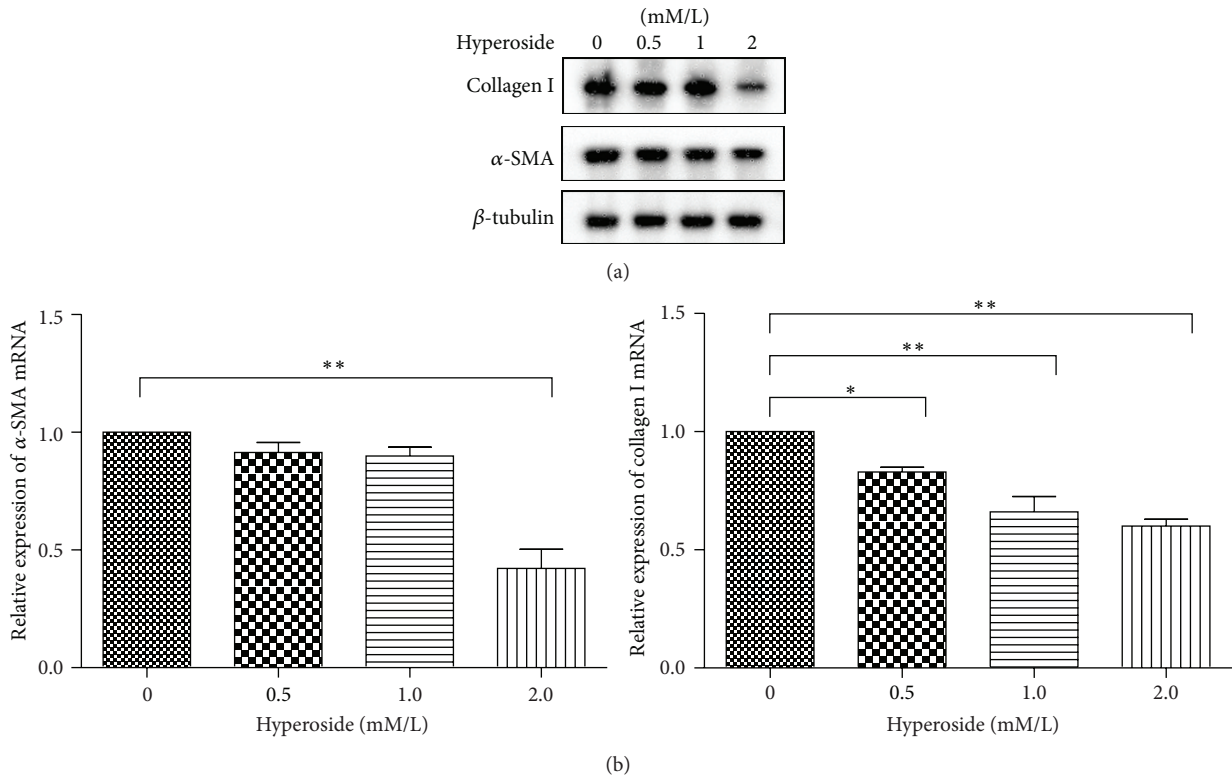 (mM/L)
Hyperoside 0 0.5 1 2
Collagen I
α-SMA
β-tubulin
(a)
Relative expression of α-SMA mRNA
1.5
1.0
0.5
0.0
**
0 0.5 1.0 2.0
Hyperoside (mM/L)
Relative expression of collagen I mRNA
1.5
1.0
0.5
0.0
**
**
*
0 0.5 1.0 2.0
Hyperoside (mM/L)
(b)